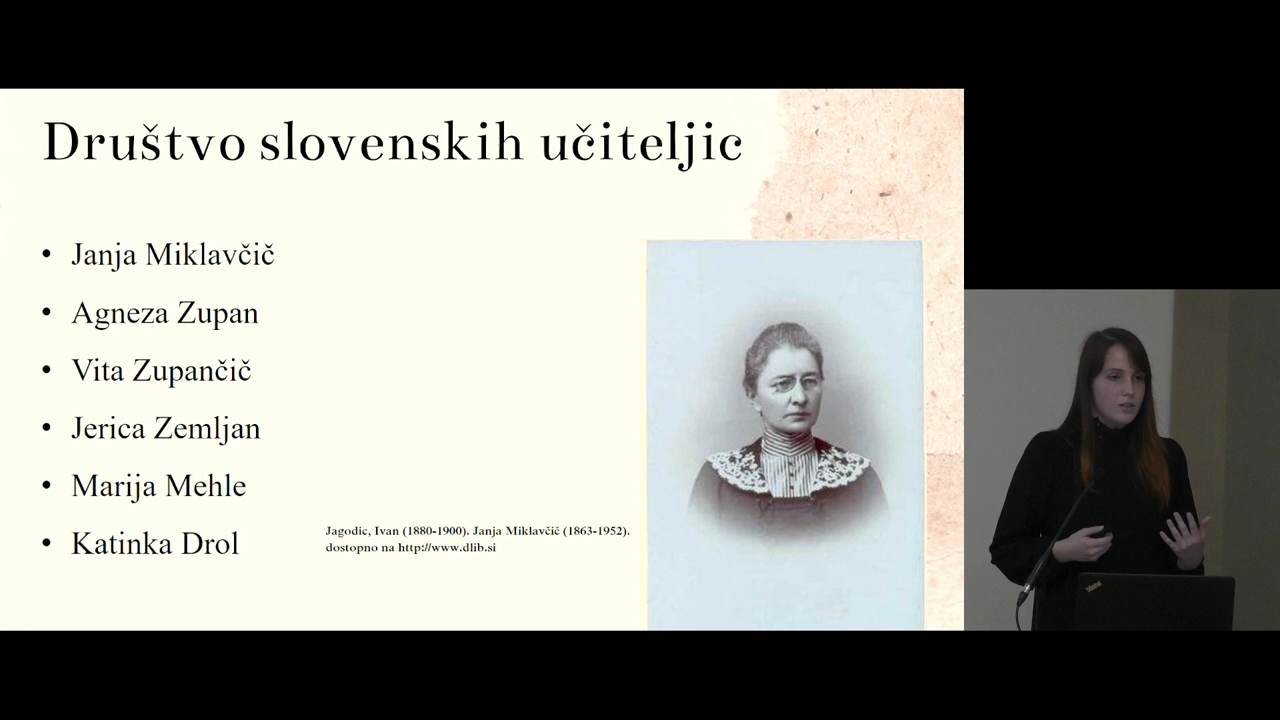 Društvo slovenskih učiteljic
• Janja Miklavčič
• Agneza Zupan
• Vita Zupančič
• Jerica Zemljan
• Marija Mehle
• Katinka Drol
Jagodic, Ivan (1880-1900). Janja Miklavčič (1863-1952).
dostopno na http://www.dlib.si